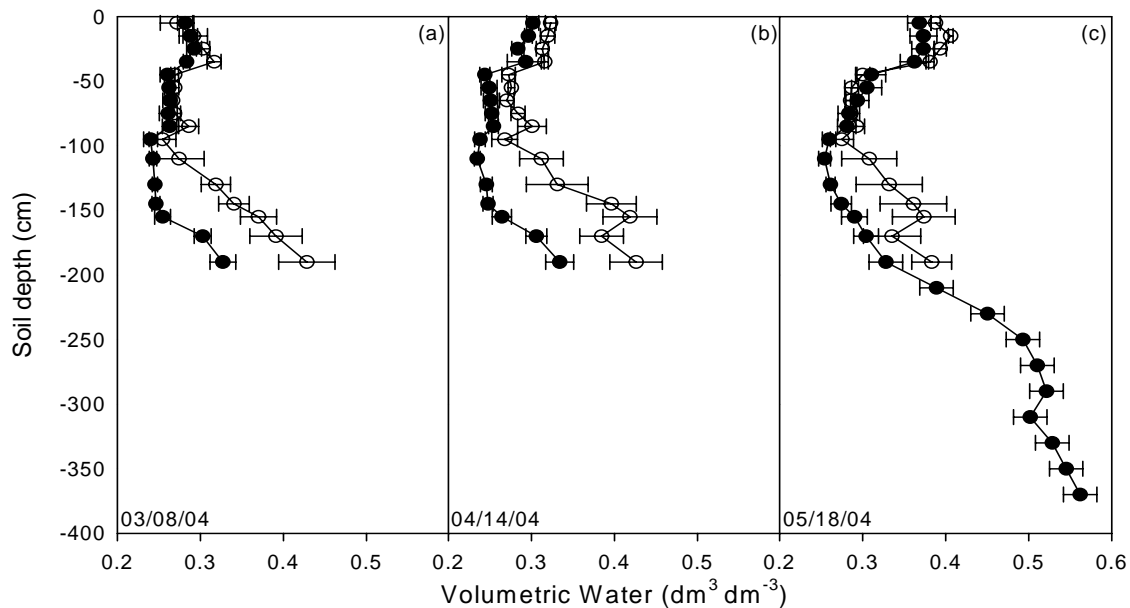 0
(a)
(b)
(c)
-50
-100
-150
-200
-250
-300
-350
-400
Soil depth (cm)
03/08/04
04/14/04
05/18/04
0.2 0.3 0.4 0.5 0.2 0.3 0.4 0.5 0.2 0.3 0.4 0.5 0.6
Volumetric Water (dm³ dm⁻³)